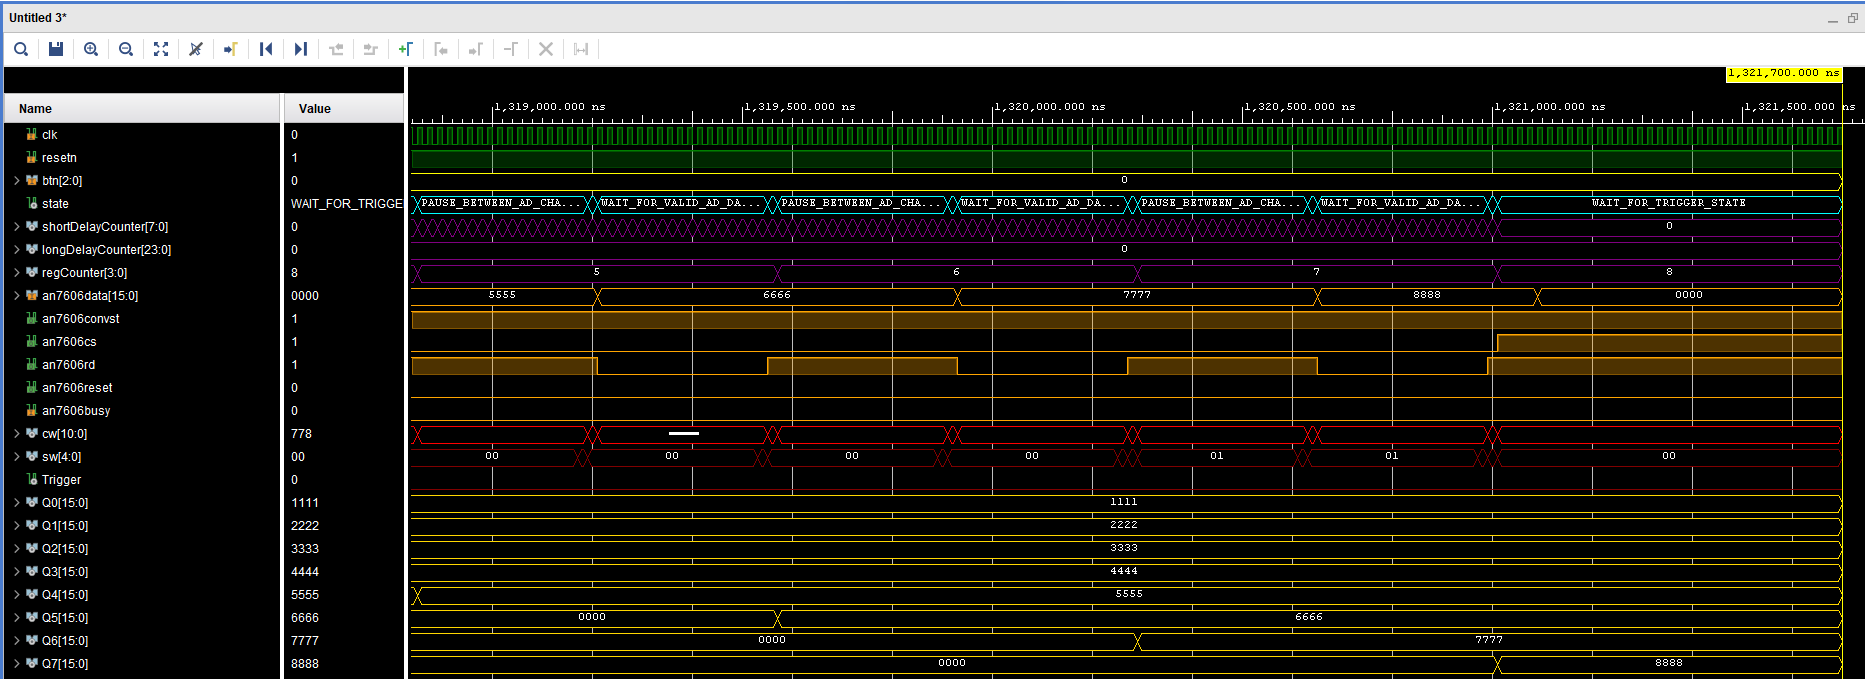 Untitled 3*
1,321,700.000 ns
Name Value
1,319,000.000 ns 1,319,500.000 ns 1,320,000.000 ns 1,320,500.000 ns 1,321,000.000 ns 1,321,500.000 ns
clk 0
resetn 1
btn[2:0] 0 0
state WAIT_FOR_TRIGGE PAUSE_BETWEEN_AD_CHA... WAIT_FOR_VALID_AD_DA... PAUSE_BETWEEN_AD_CHA... WAIT_FOR_VALID_AD_DA... PAUSE_BETWEEN_AD_CHA... WAIT_FOR_VALID_AD_DA... WAIT_FOR_TRIGGER_STATE
shortDelayCounter[7:0] 0 0
longDelayCounter[23:0] 0 0
regCounter[3:0] 8 5 6 7 8
an7606data[15:0] 0000 5555 6666 7777 8888 0000
an7606convst 1
an7606cs 1
an7606rd 1
an7606reset 0
an7606busy 0
cw[10:0] 778
sw[4:0] 00 00 00 00 00 01 01 00
Trigger 0
Q0[15:0] 1111 1111
Q1[15:0] 2222 2222
Q2[15:0] 3333 3333
Q3[15:0] 4444 4444
Q4[15:0] 5555 5555
Q5[15:0] 6666 0000 6666
Q6[15:0] 7777 0000 7777
Q7[15:0] 8888 0000 8888